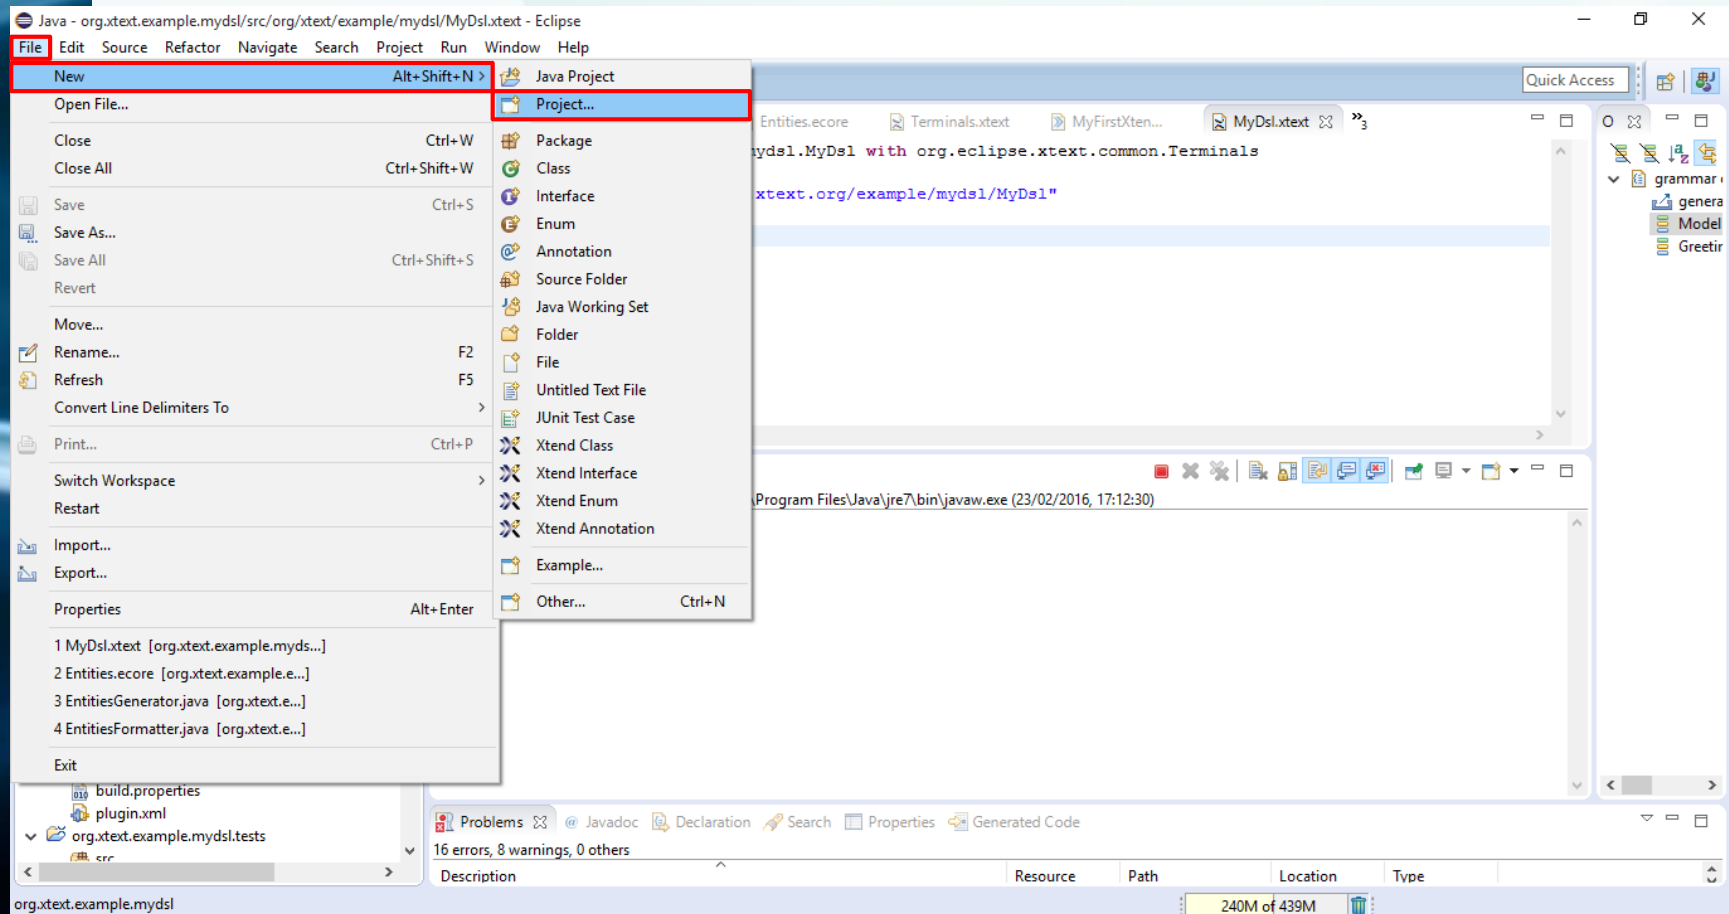 Java - org.xtext.example.mydsl/src/org/xtext/example/mydsl/MyDsl.xtext - Eclipse
File Edit Source Refactor Navigate Search Project Run Window Help
New Alt+Shift+N
Open File...
Close Ctrl+W
Close All Ctrl+Shift+W
Save Ctrl+S
Save As...
Save All Ctrl+Shift+S
Revert
Move...
Rename... F2
Refresh F5
Convert Line Delimiters To
Print... Ctrl+P
Switch Workspace
Restart
Import...
Export...
Properties Alt+Enter
1 MyDsl.xtext [org.xtext.example.myds...]
2 Entities.ecore [org.xtext.example.e...]
3 EntitiesGenerator.java [org.xtext.e...]
4 EntitiesFormatter.java [org.xtext.e...]
Exit
Java Project
Project...
Package
Class
Interface
Enum
Annotation
Source Folder
Java Working Set
Folder
File
Untitled Text File
JUnit Test Case
Xtend Class
Xtend Interface
Xtend Enum
Xtend Annotation
Example...
Other... Ctrl+N
Quick Access
Entities.ecore Terminals.xtext MyFirstXten... MyDsl.xtext »3
ydsl.MyDsl with org.eclipse.xtext.common.Terminals
xtext.org/example/mydsl/MyDsl"
O
grammar
genera
Model
Greetir
\Program Files\Java\jre7\bin\javaw.exe (23/02/2016, 17:12:30)
build.properties
plugin.xml
org.xtext.example.mydsl.tests
src
Problems Javadoc Declaration Search Properties Generated Code
16 errors, 8 warnings, 0 others
Description Resource Path Location Type
org.xtext.example.mydsl
240M of 439M